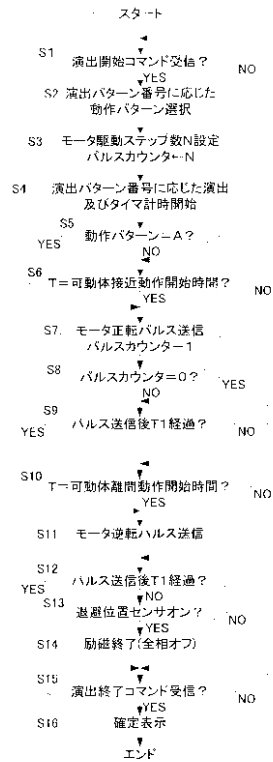 スタート
S1 演出開始コマンド受信？ NO
YES
S2 演出パターン番号に応じた
動作パターン選択
S3 モータ駆動ステップ数N設定
パルスカウンタ←N
S4 演出パターン番号に応じた演出
及びタイマ計時開始
S5
YES 動作パターン＝A？
NO
S6
T＝可動体接近動作開始時間？ NO
YES
S7 モータ正転パルス送信
パルスカウンタ－1
S8
パルスカウンタ＝0？ YES
NO
S9
YES パルス送信後T1経過？ NO
S10
T＝可動体離間動作開始時間？ NO
YES
S11 モータ逆転パルス送信
S12
パルス送信後T1経過？
YES NO
S13
退避位置センサオン？ NO
YES
S14 励磁終了(全相オフ)
S15
演出終了コマンド受信？ NO
YES
S16 確定表示
エンド